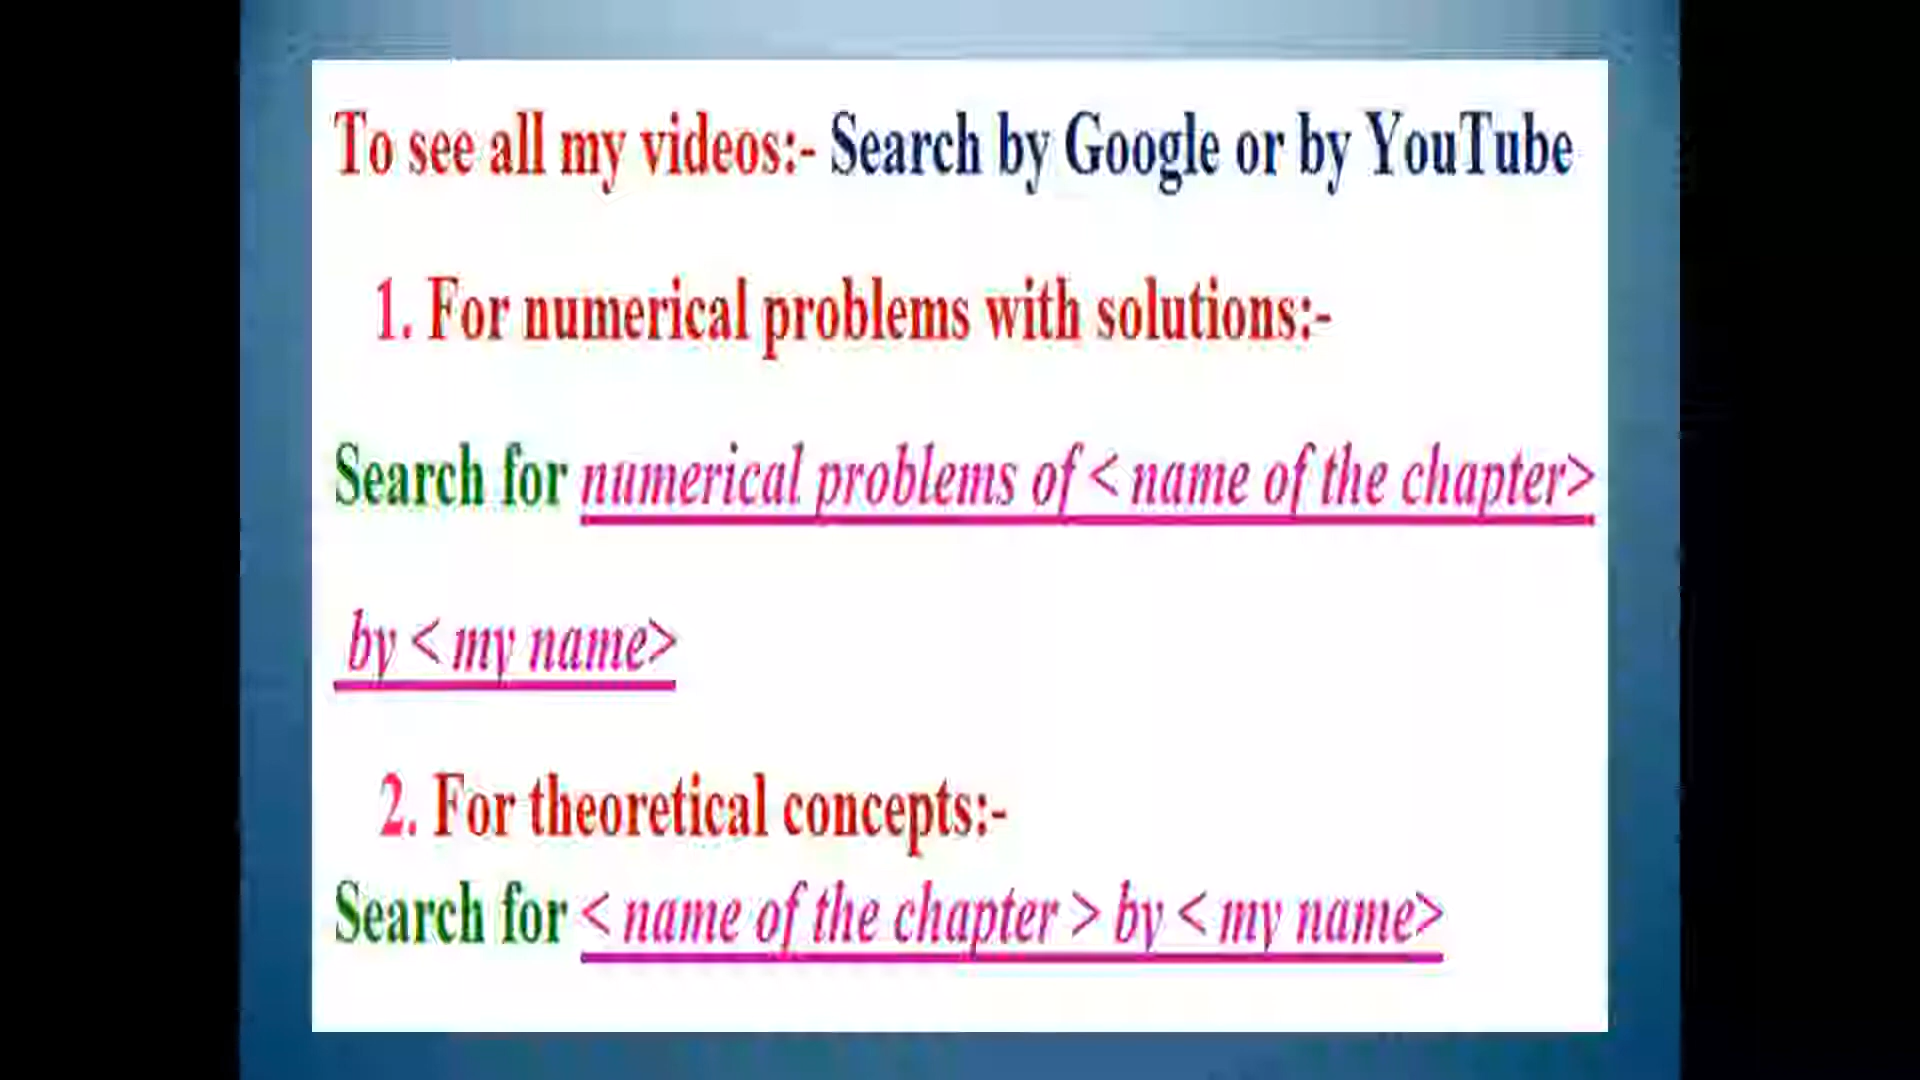 To see all my videos:- Search by Google or by YouTube
1. For numerical problems with solutions:-
Search for numerical problems of < name of the chapter>
by < my name>
2. For theoretical concepts:-
Search for < name of the chapter > by < my name>